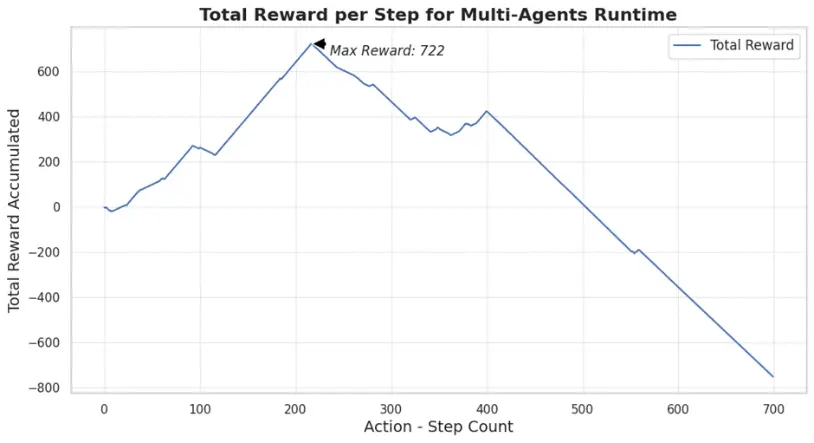 Total Reward per Step for Multi-Agents Runtime
Total Reward
Max Reward: 722
Total Reward Accumulated
600
400
200
0
−200
−400
−600
−800
0 100 200 300 400 500 600 700
Action - Step Count